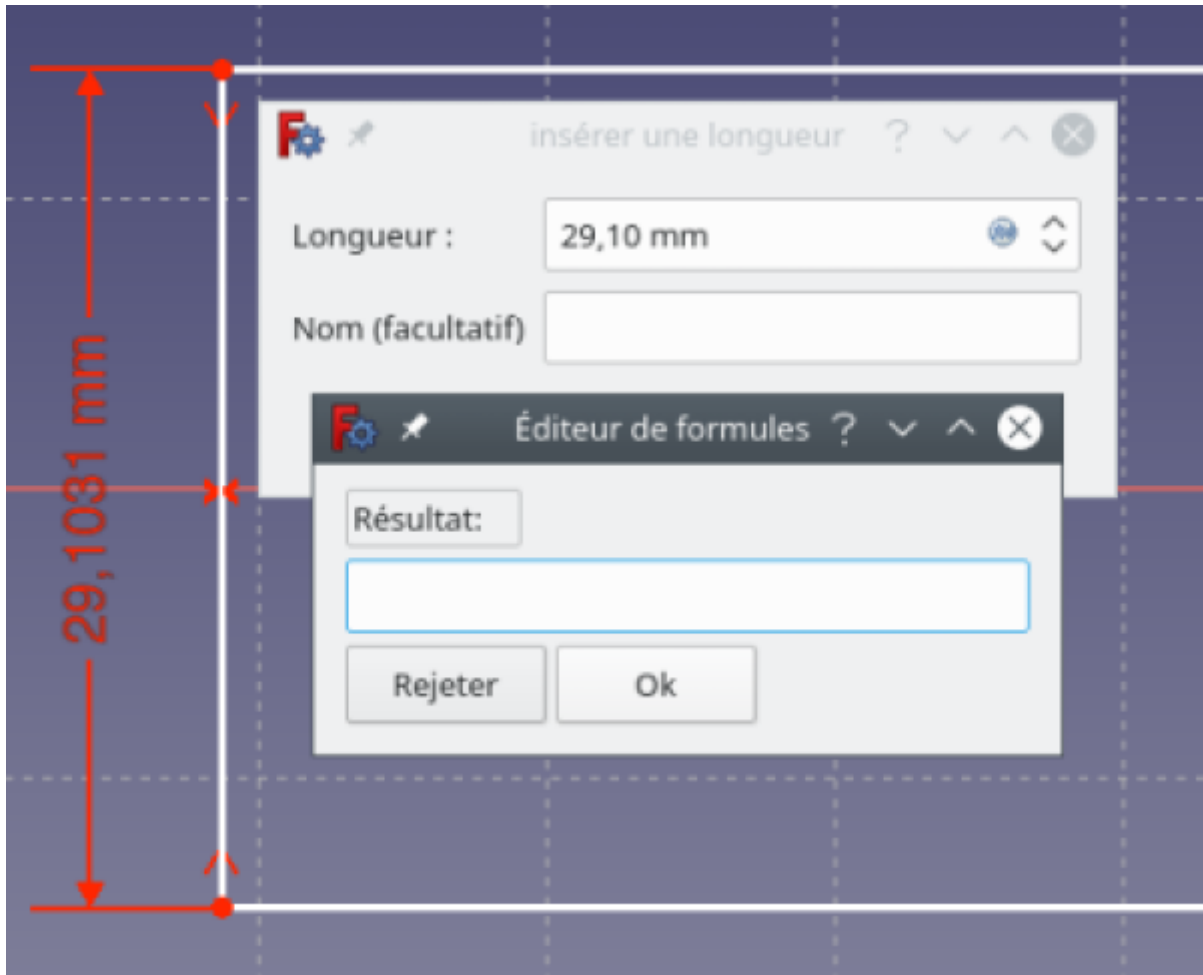 insérer une longueur ?
Longueur :
29,10 mm
Nom (facultatif)
29,1031 mm
Éditeur de formules ?
Résultat:
Rejeter
Ok